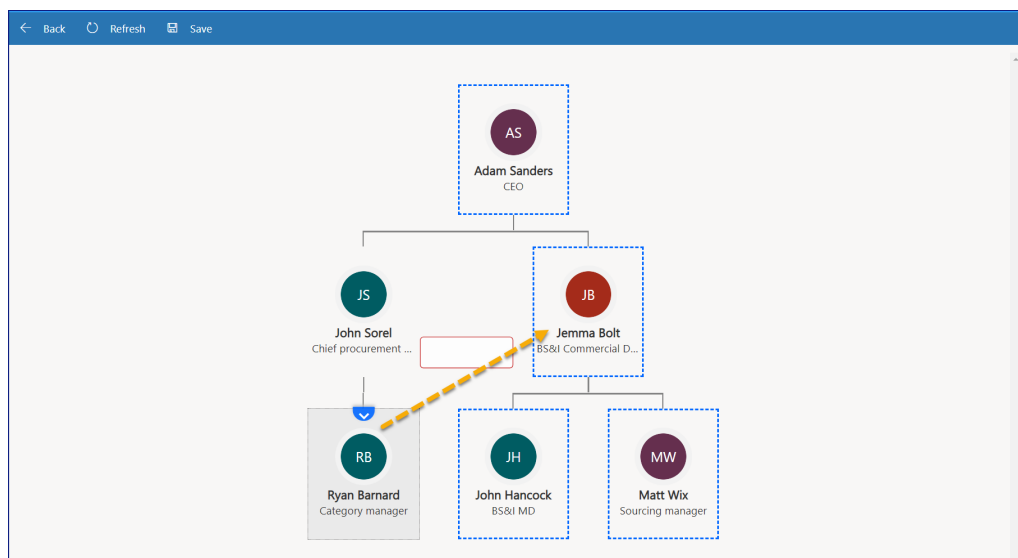 Back
Refresh
Save
AS
Adam Sanders
CEO
JS
John Sorel
Chief procurement ...
JB
Jemma Bolt
BS&I Commercial D...
RB
Ryan Barnard
Category manager
JH
John Hancock
BS&I MD
MW
Matt Wix
Sourcing manager